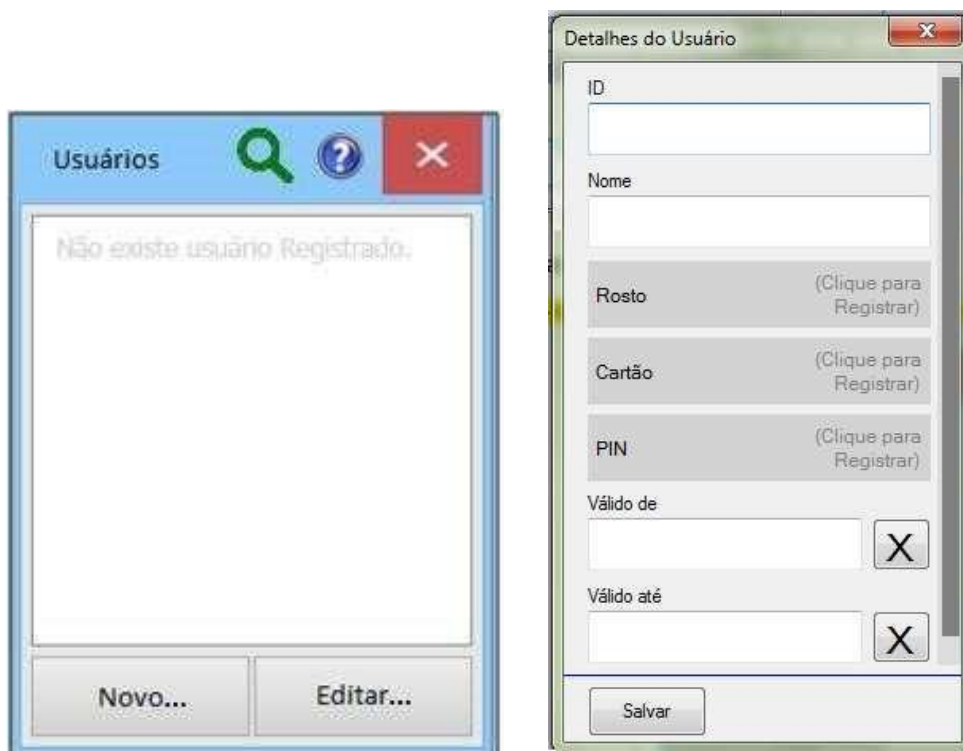 Usuários
Não existe usuário Registrado.
Novo...
Editar...
Detalhes do Usuário
ID
Nome
Rosto
(Clique para
Registrar)
Cartão
(Clique para
Registrar)
PIN
(Clique para
Registrar)
Válido de
X
Válido até
X
Salvar